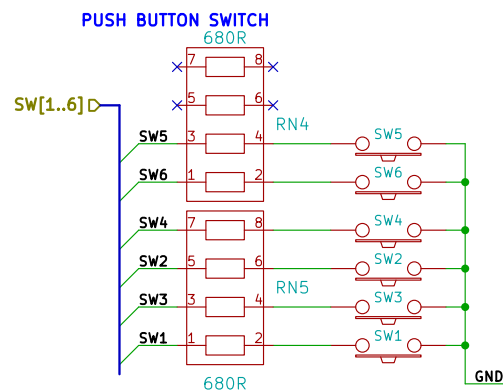 PUSH BUTTON SWITCH
680R
7 8
SW[1..6]
5 6
RN4
SW5 3 4 SW5
SW6 1 2 SW6
SW4 7 8 SW4
SW2 5 6 SW2
RN5
SW3 3 4 SW3
SW1 1 2 SW1
680R
GND